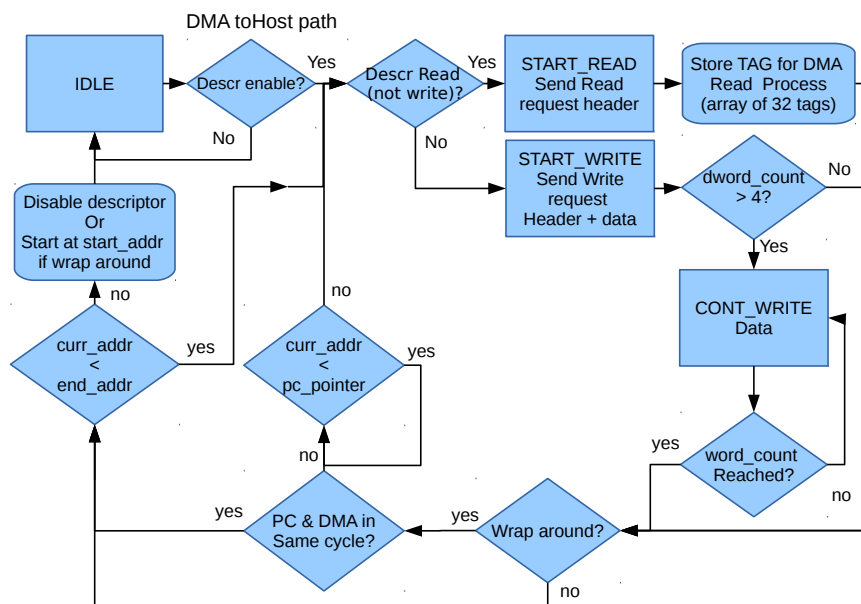 DMA toHost path
IDLE
Descr enable?
Yes
No
Descr Read
(not write)?
Yes
No
START_READ
Send Read
request header
Store TAG for DMA
Read Process
(array of 32 tags)
START_WRITE
Send Write
request
Header + data
dword_count
> 4?
No
Yes
Disable descriptor
Or
Start at start_addr
if wrap around
no
curr_addr
<
end_addr
yes
no
curr_addr
<
pc_pointer
yes
no
CONT_WRITE
Data
word_count
Reached?
yes
no
PC & DMA in
Same cycle?
yes
Wrap around?
yes
no